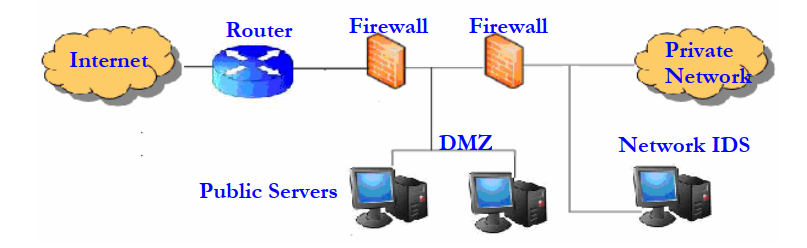 Internet
Router
Firewall
Firewall
Private
Network
DMZ
Public Servers
Network IDS